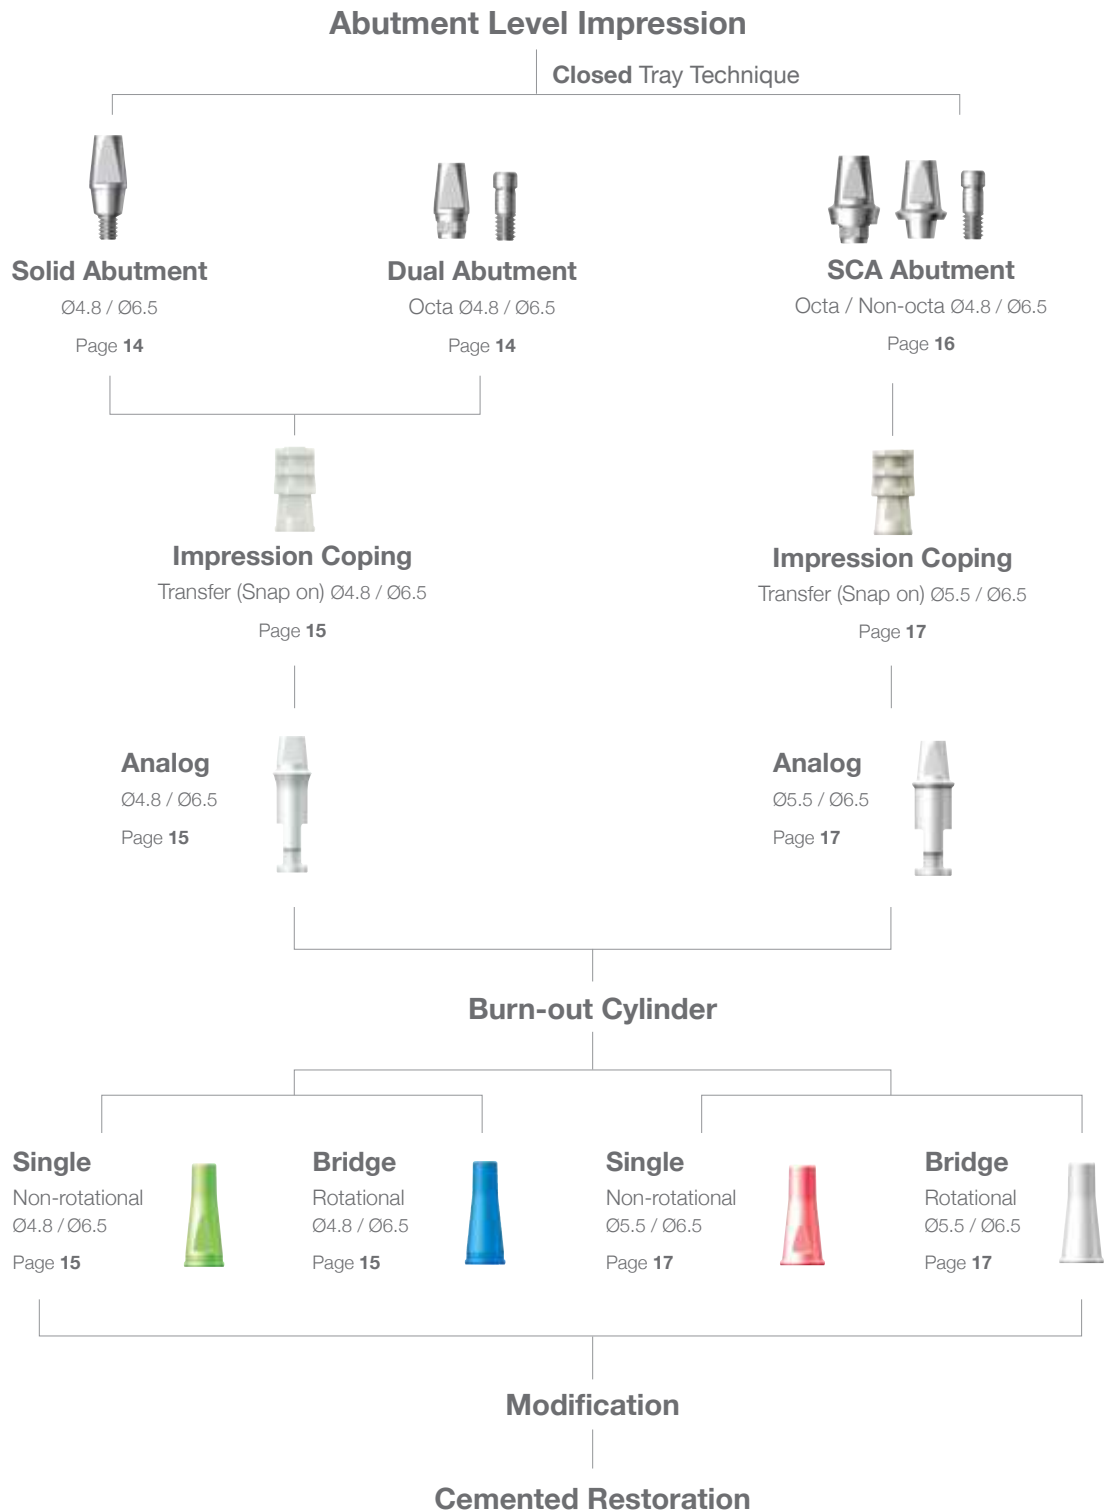 Abutment Level Impression
Closed Tray Technique
Solid Abutment
Ø4.8 / Ø6.5
Page 14
Dual Abutment
Octa Ø4.8 / Ø6.5
Page 14
SCA Abutment
Octa / Non-octa Ø4.8 / Ø6.5
Page 16
Impression Coping
Transfer (Snap on) Ø4.8 / Ø6.5
Page 15
Impression Coping
Transfer (Snap on) Ø5.5 / Ø6.5
Page 17
Analog
Ø4.8 / Ø6.5
Page 15
Analog
Ø5.5 / Ø6.5
Page 17
Burn-out Cylinder
Single
Non-rotational
Ø4.8 / Ø6.5
Page 15
Bridge
Rotational
Ø4.8 / Ø6.5
Page 15
Single
Non-rotational
Ø5.5 / Ø6.5
Page 17
Bridge
Rotational
Ø5.5 / Ø6.5
Page 17
Modification
Cemented Restoration